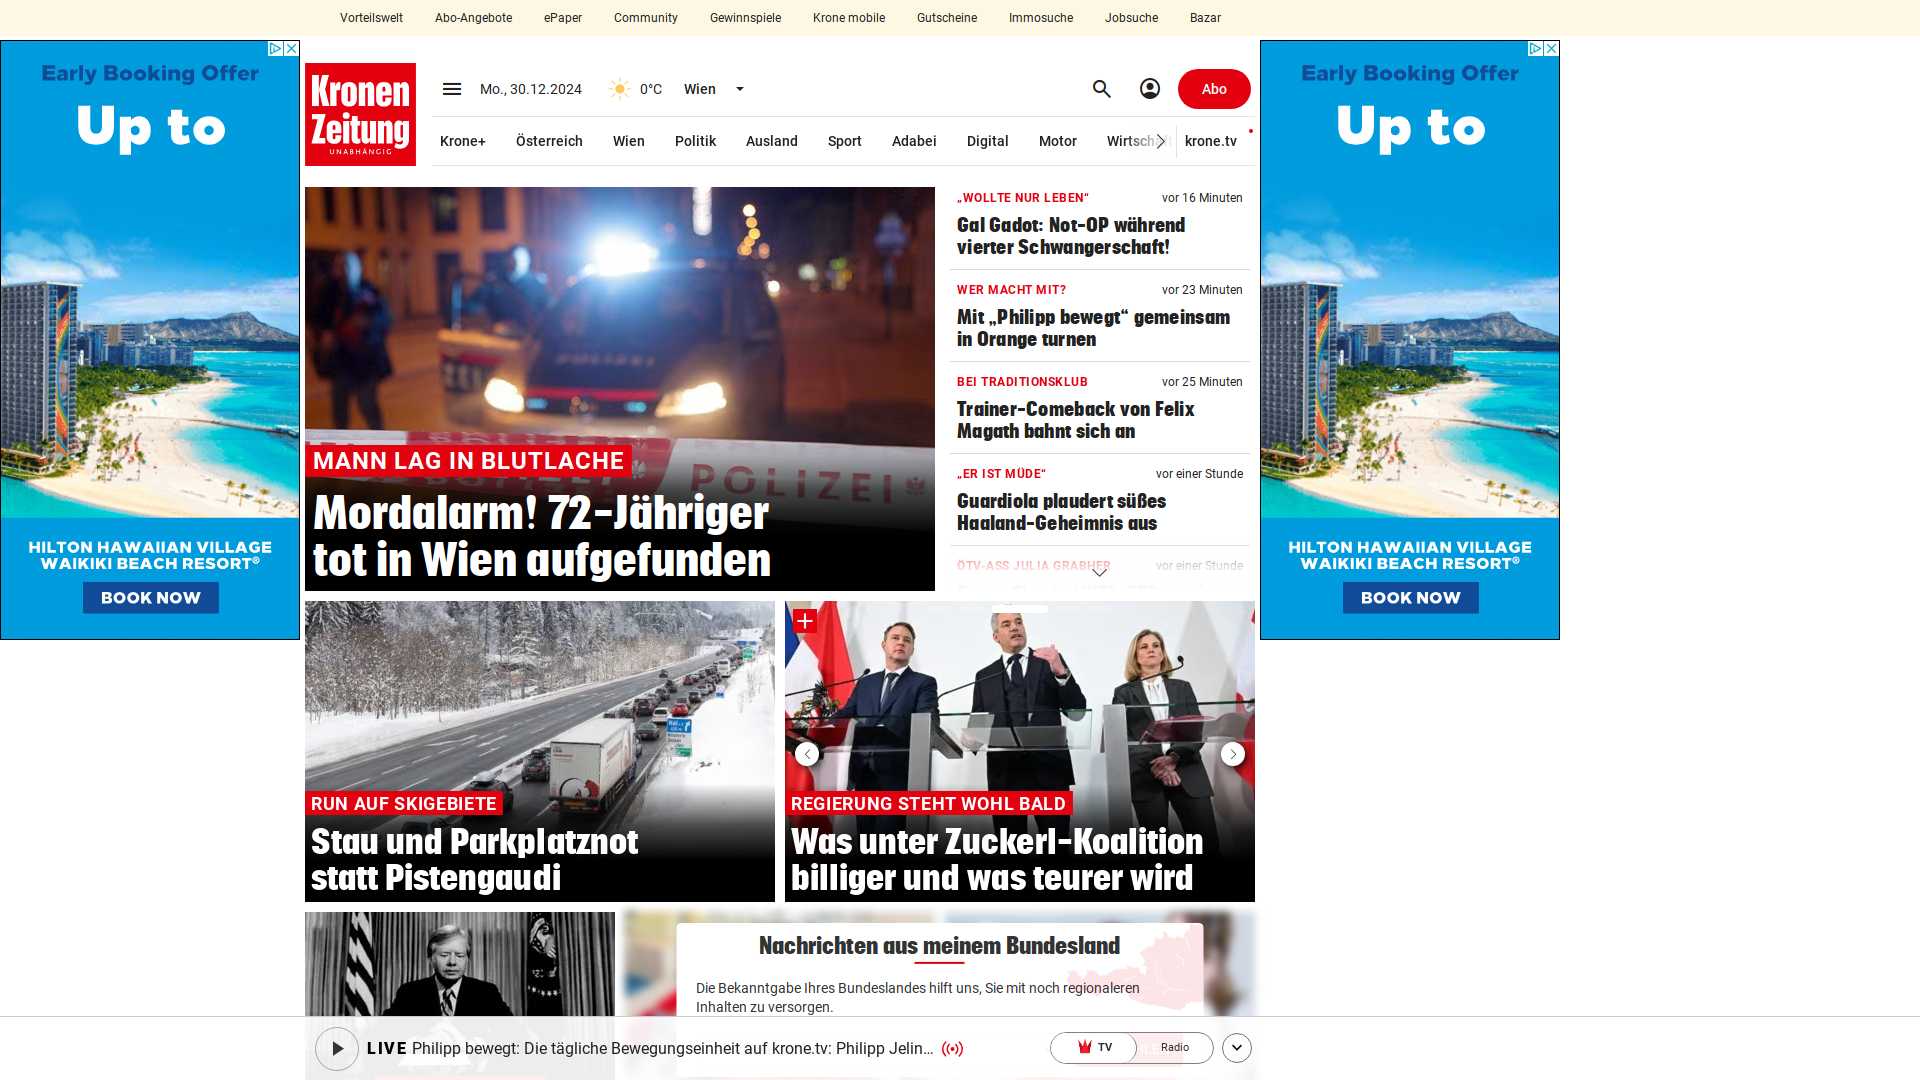 Vorteilswelt
Abo-Angebote
ePaper
Community
Gewinnspiele
Krone mobile
Gutscheine
Immosuche
Jobsuche
Bazar
Early Booking Offer
Up to
HILTON HAWAIIAN VILLAGE
WAIKIKI BEACH RESORT®
BOOK NOW
Kronen
Zeitung
UNABHÄNGIG
Mo., 30.12.2024
0°C
Wien
Abo
Krone+
Österreich
Wien
Politik
Ausland
Sport
Adabei
Digital
Motor
Wirtsch
krone.tv
POLIZEI
MANN LAG IN BLUTLACHE
Mordalarm! 72-Jähriger
tot in Wien aufgefunden
„WOLLTE NUR LEBEN“
vor 16 Minuten
Gal Gadot: Not-OP während
vierter Schwangerschaft!
WER MACHT MIT?
vor 23 Minuten
Mit „Philipp bewegt“ gemeinsam
in Orange turnen
BEI TRADITIONSKLUB
vor 25 Minuten
Trainer-Comeback von Felix
Magath bahnt sich an
„ER IST MÜDE“
vor einer Stunde
Guardiola plaudert süßes
Haaland-Geheimnis aus
ÖTV-ASS JULIA GRABHER
vor einer Stunde
Early Booking Offer
Up to
HILTON HAWAIIAN VILLAGE
WAIKIKI BEACH RESORT®
BOOK NOW
RUN AUF SKIGEBIETE
Stau und Parkplatznot
statt Pistengaudi
REGIERUNG STEHT WOHL BALD
Was unter Zuckerl-Koalition
billiger und was teurer wird
Nachrichten aus meinem Bundesland
Die Bekanntgabe Ihres Bundeslandes hilft uns, Sie mit noch regionaleren
Inhalten zu versorgen.
LIVE Philipp bewegt: Die tägliche Bewegungseinheit auf krone.tv: Philipp Jelin...
TV
Radio